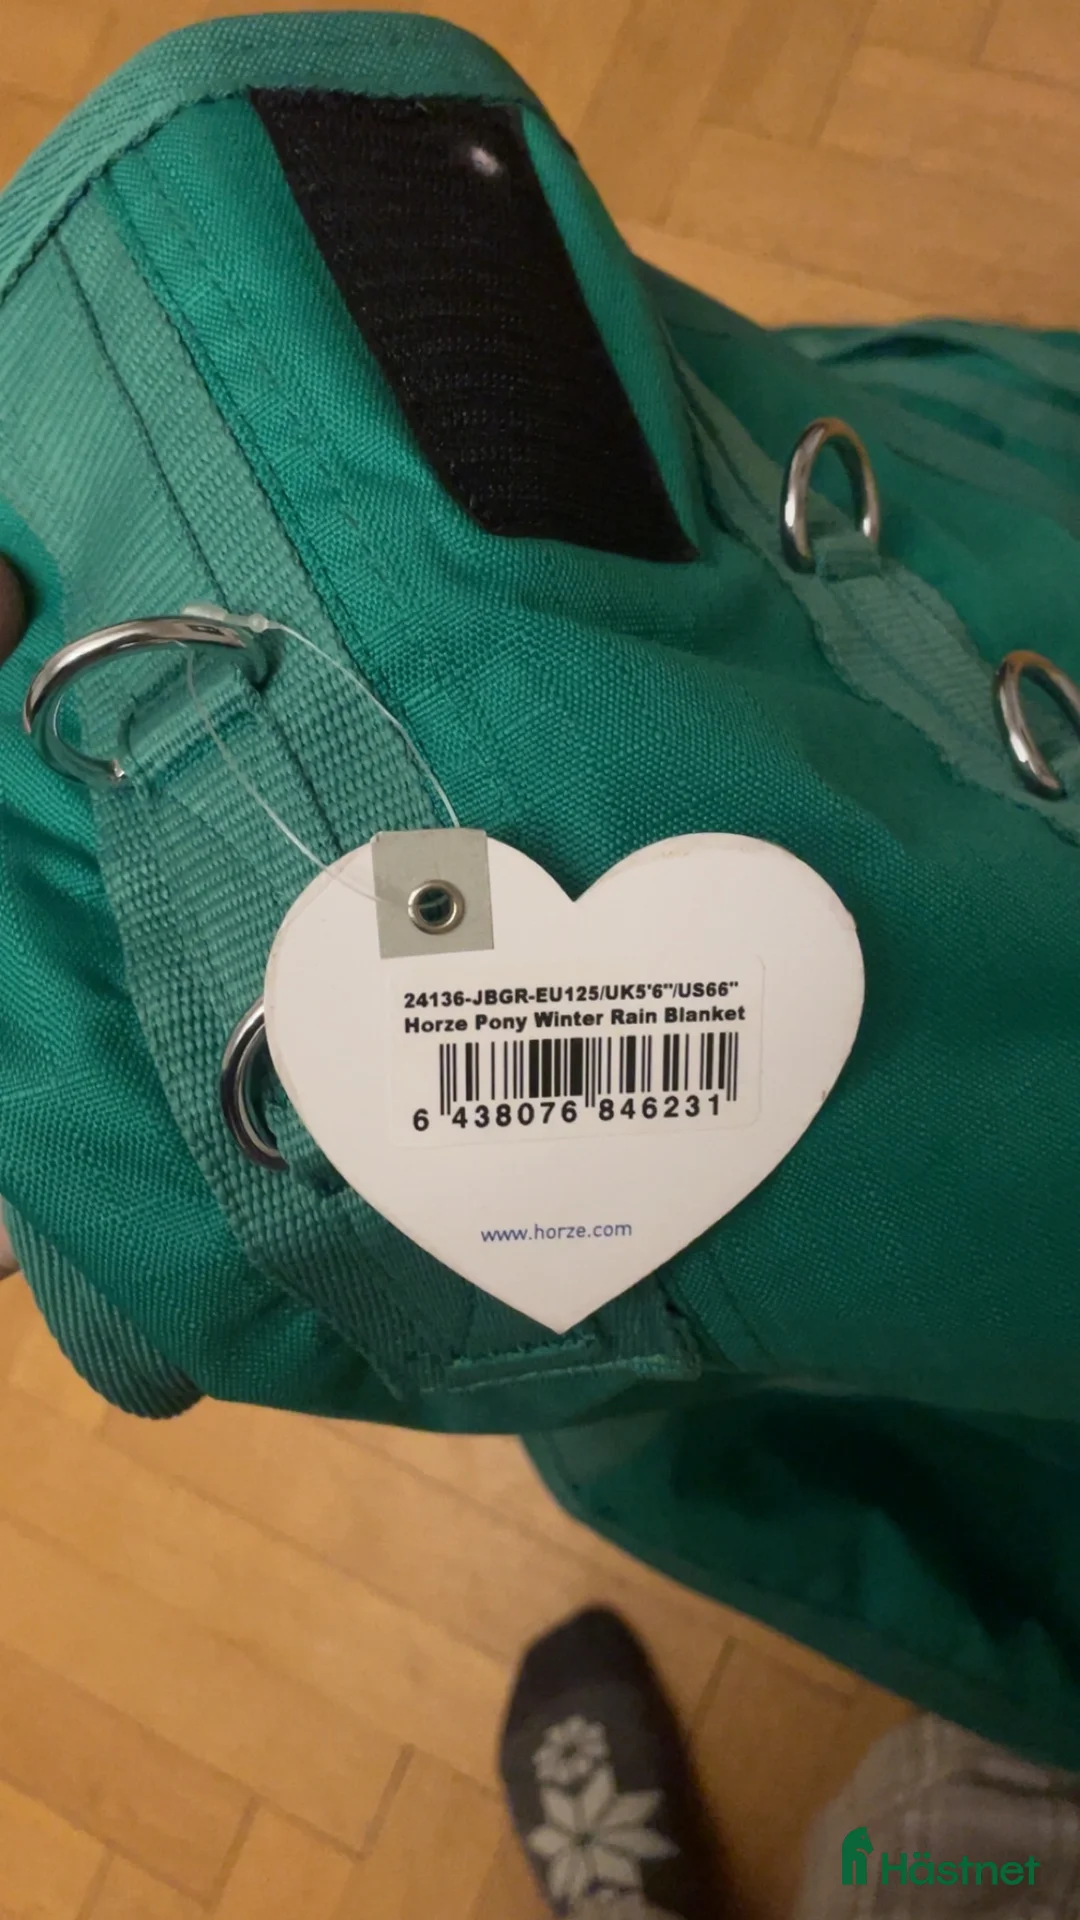 24136-JBGR-EU125/UK5'6"/US66"
Horze Pony Winter Rain Blanket
6 438076 846231
www.horze.com
Hästnet